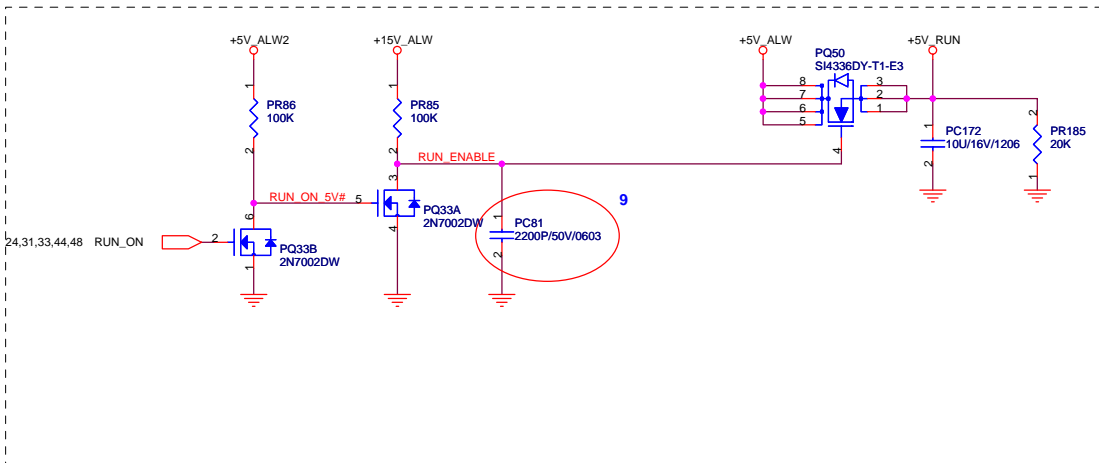 +5V_ALW2
+15V_ALW
+5V_ALW
+5V_RUN
PQ50
SI4336DY-T1-E3
8
7
6
5
3
2
1
4
1
PR86
100K
2
1
PR85
100K
2
RUN_ENABLE
1
PC172
10U/16V/1206
2
2
PR185
20K
1
RUN_ON_5V#
5
3
PQ33A
2N7002DW
4
9
1
PC81
2200P/50V/0603
2
24,31,33,44,48 RUN_ON
2
6
PQ33B
2N7002DW
1